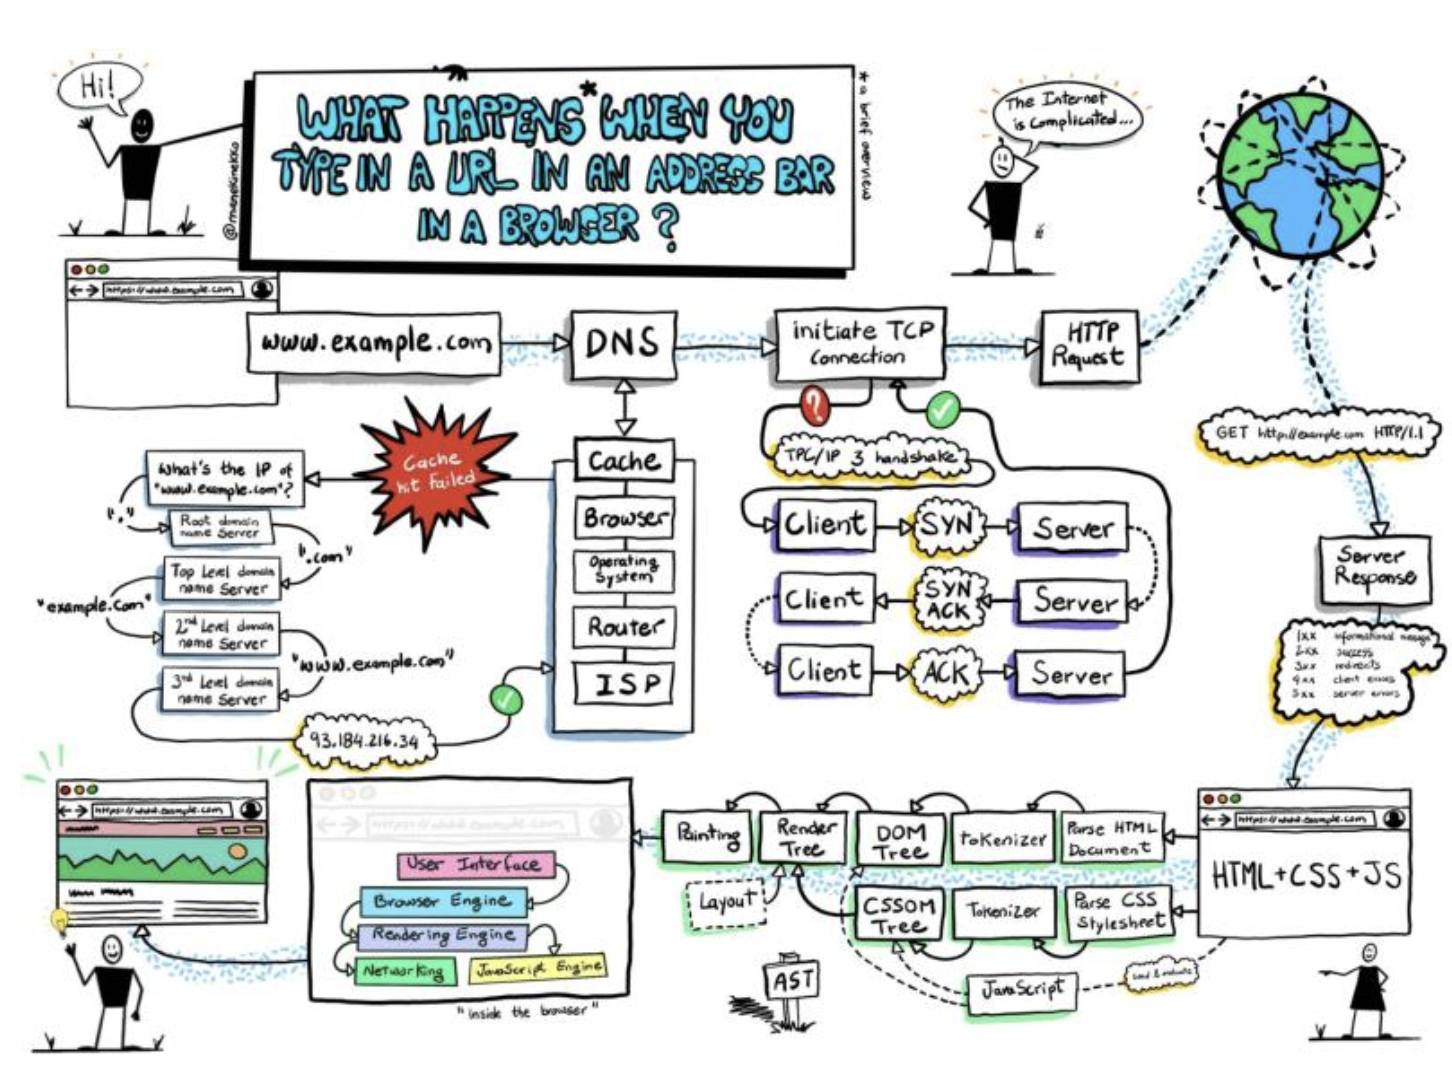 Hi!
@manekinekko
WHAT HAPPENS* WHEN YOU
TYPE IN A URL IN AN ADDRESS BAR
IN A BROWSER ?
* a brief overview
The Internet
is complicated...
https://www.example.com
www.example.com
DNS
initiate TCP
Connection
HTTP
Request
GET http://example.com HTTP/1.1
Server
Response
1xx informational message
2xx success
3xx redirects
4xx client errors
5xx server errors
Cache
Browser
Operating
System
Router
ISP
Cache
hit failed
What's the IP of
"www.example.com"?
"."
Root domain
name Server
".com"
Top Level domain
name Server
"example.com"
2nd Level domain
name Server
"www.example.com"
3rd Level domain
name Server
93.184.216.34
?
TPC/IP 3 handshake
Client
SYN
Server
Client
SYN
ACK
Server
Client
ACK
Server
https://www.example.com
HTML+CSS+JS
Parse HTML
Document
Tokenizer
DOM
Tree
Render
Tree
Painting
Layout
Parse CSS
Stylesheet
Tokenizer
CSSOM
Tree
JavaScript
Load & evaluate
AST
https://www.example.com
User Interface
Browser Engine
Rendering Engine
Networking
JavaScript Engine
"inside the browser"
https://www.example.com